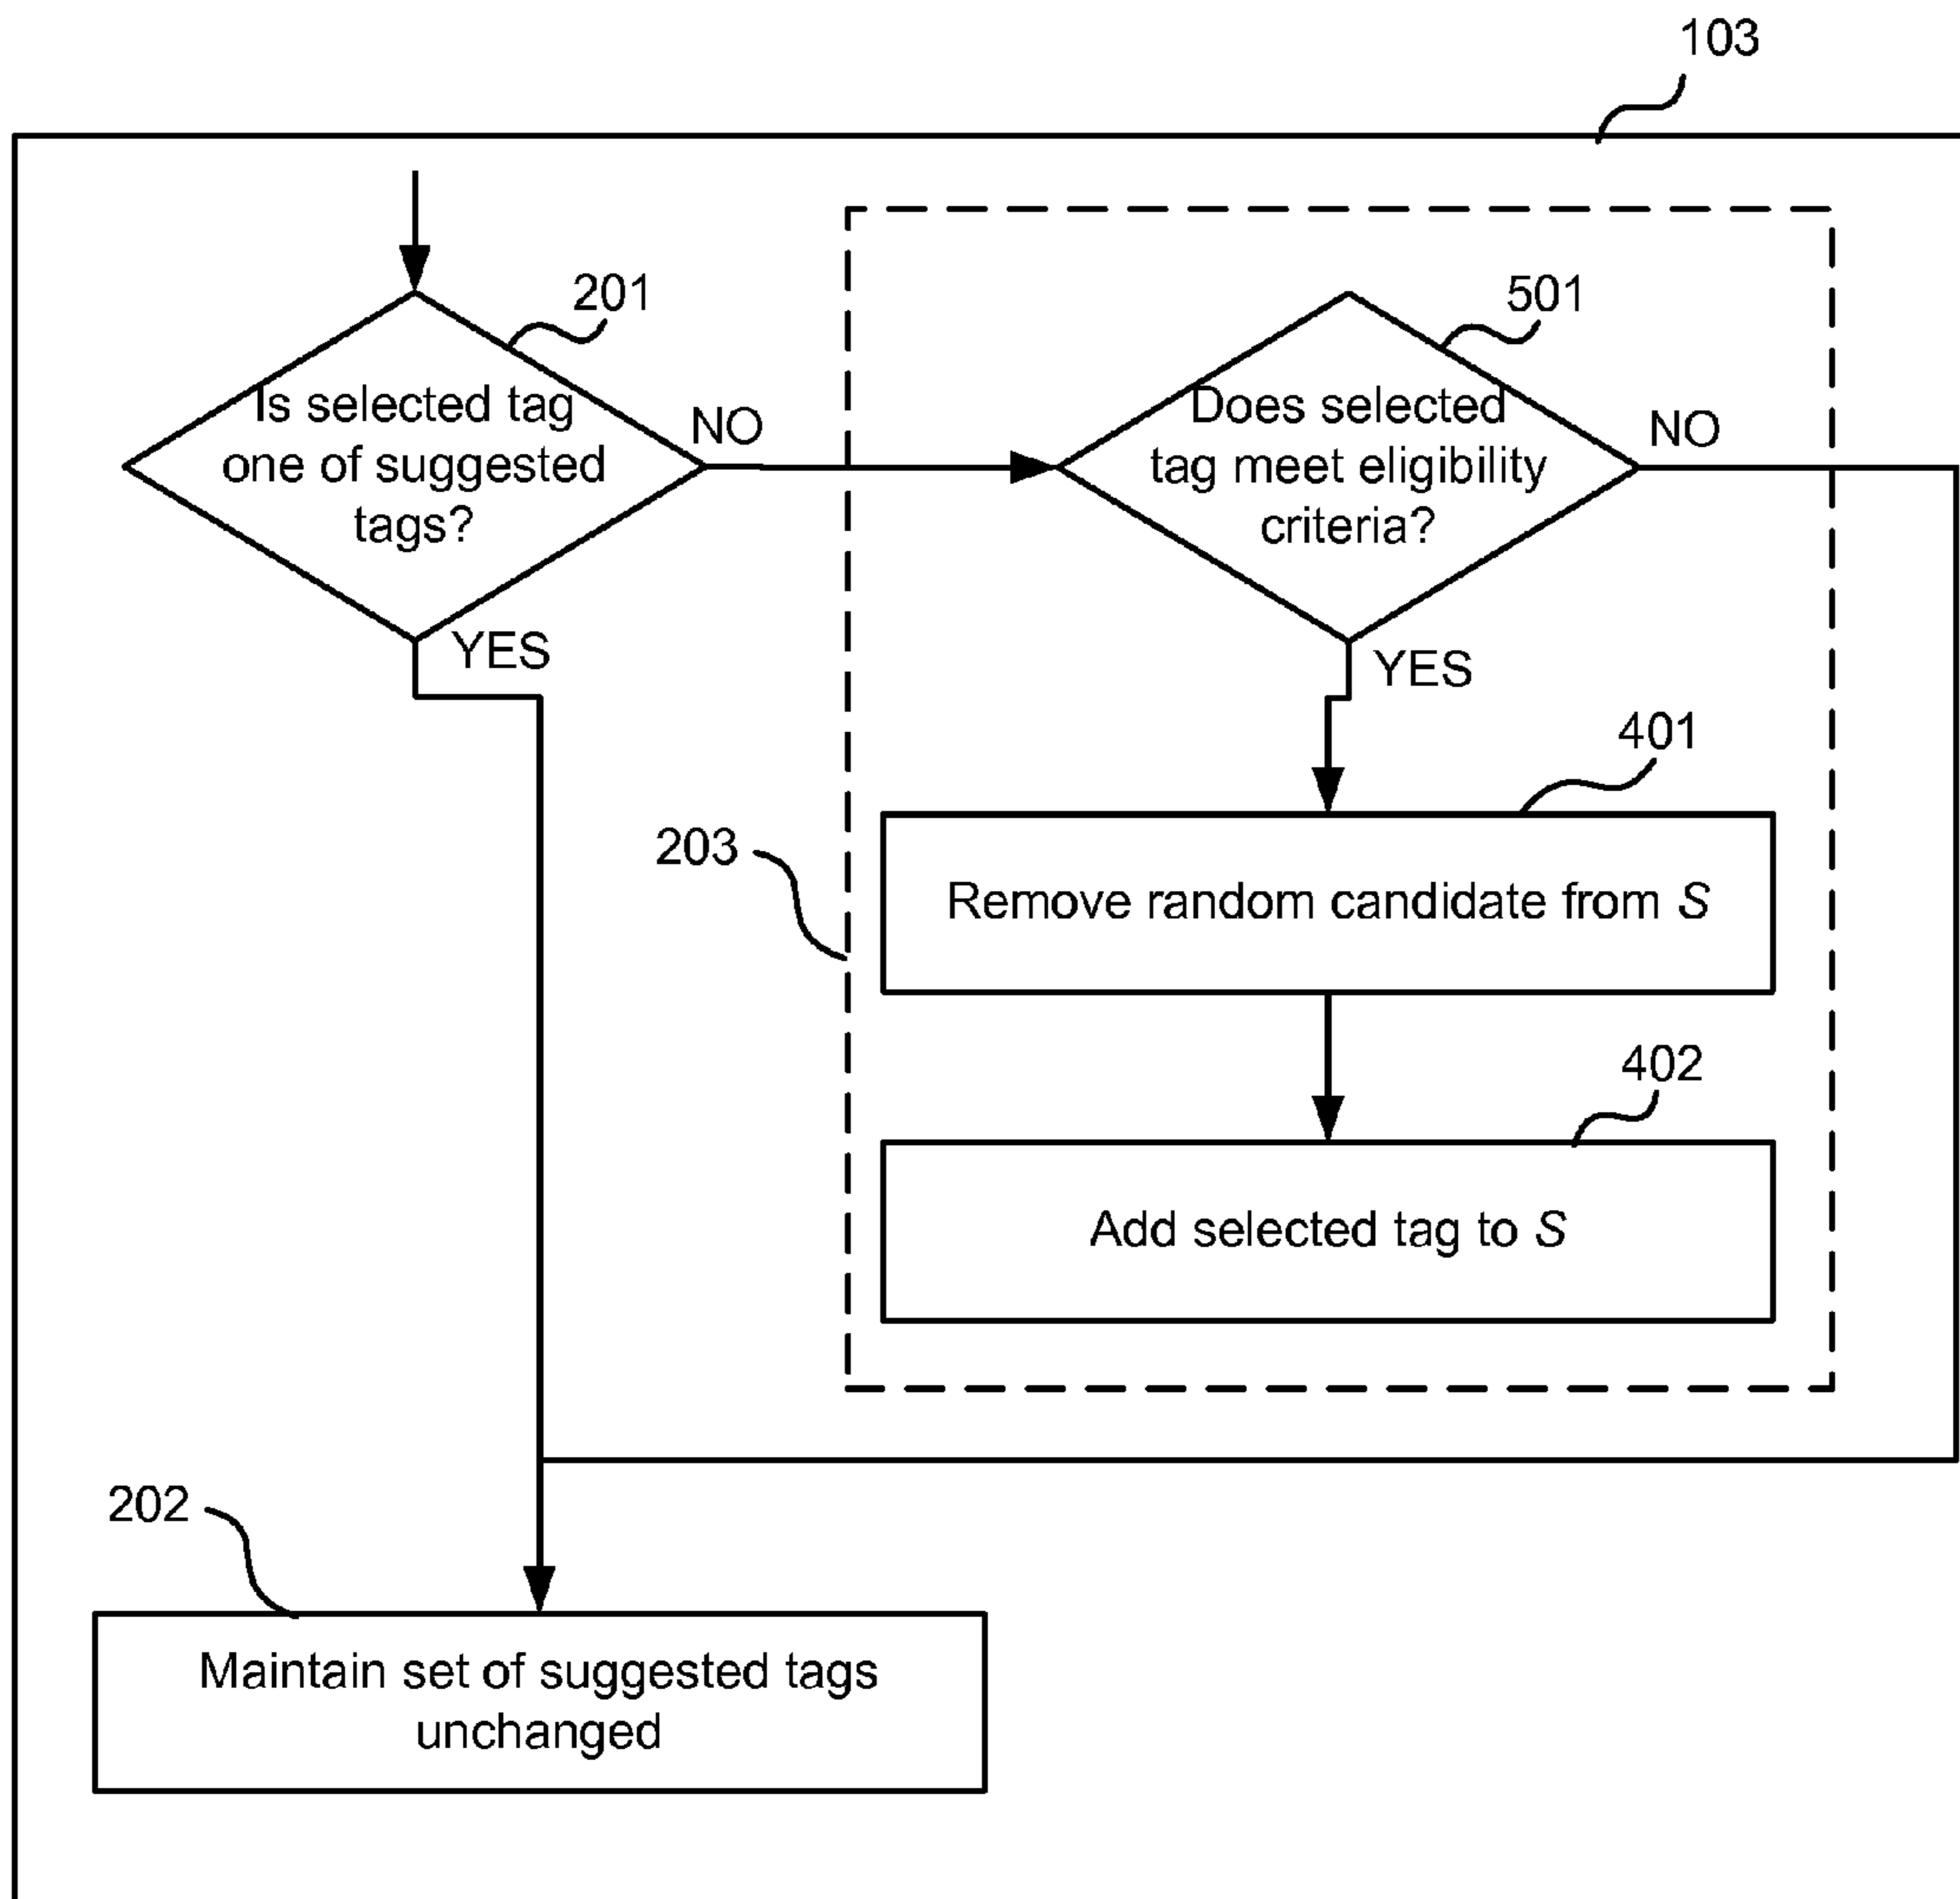 103
201
Is selected tag
one of suggested
tags?
NO
YES
501
Does selected
tag meet eligibility
criteria?
NO
YES
401
203
Remove random candidate from S
402
Add selected tag to S
202
Maintain set of suggested tags
unchanged